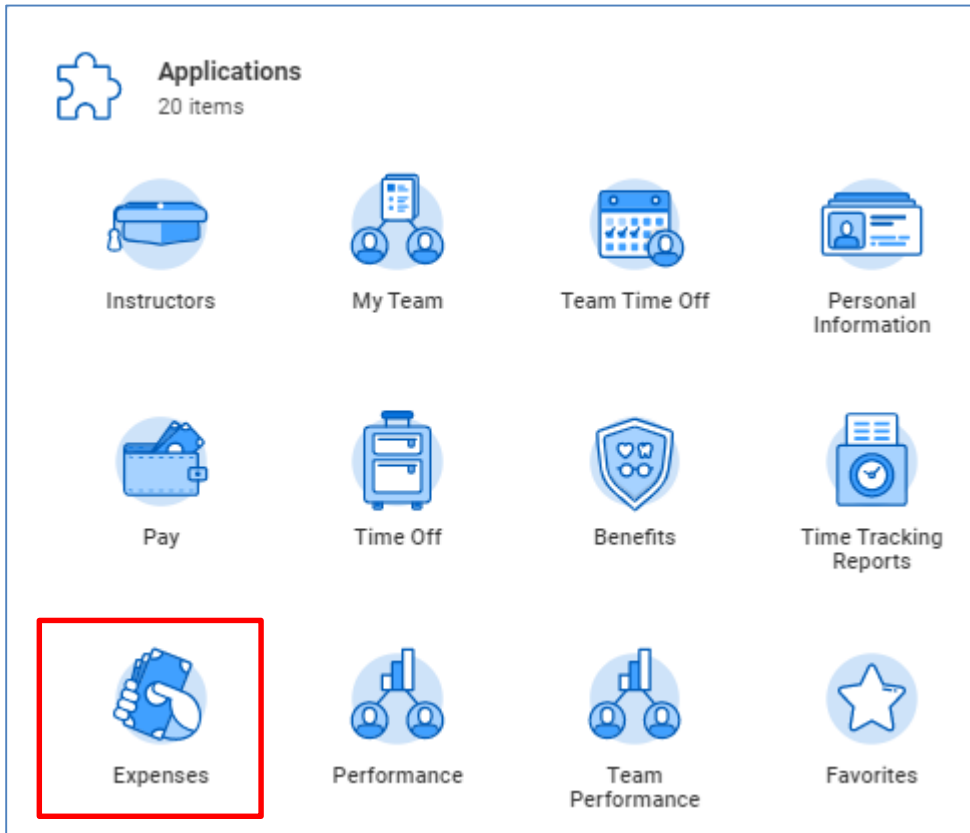 Applications
20 items
Instructors
My Team
Team Time Off
Personal
Information
Pay
Time Off
Benefits
Time Tracking
Reports
Expenses
Performance
Team
Performance
Favorites